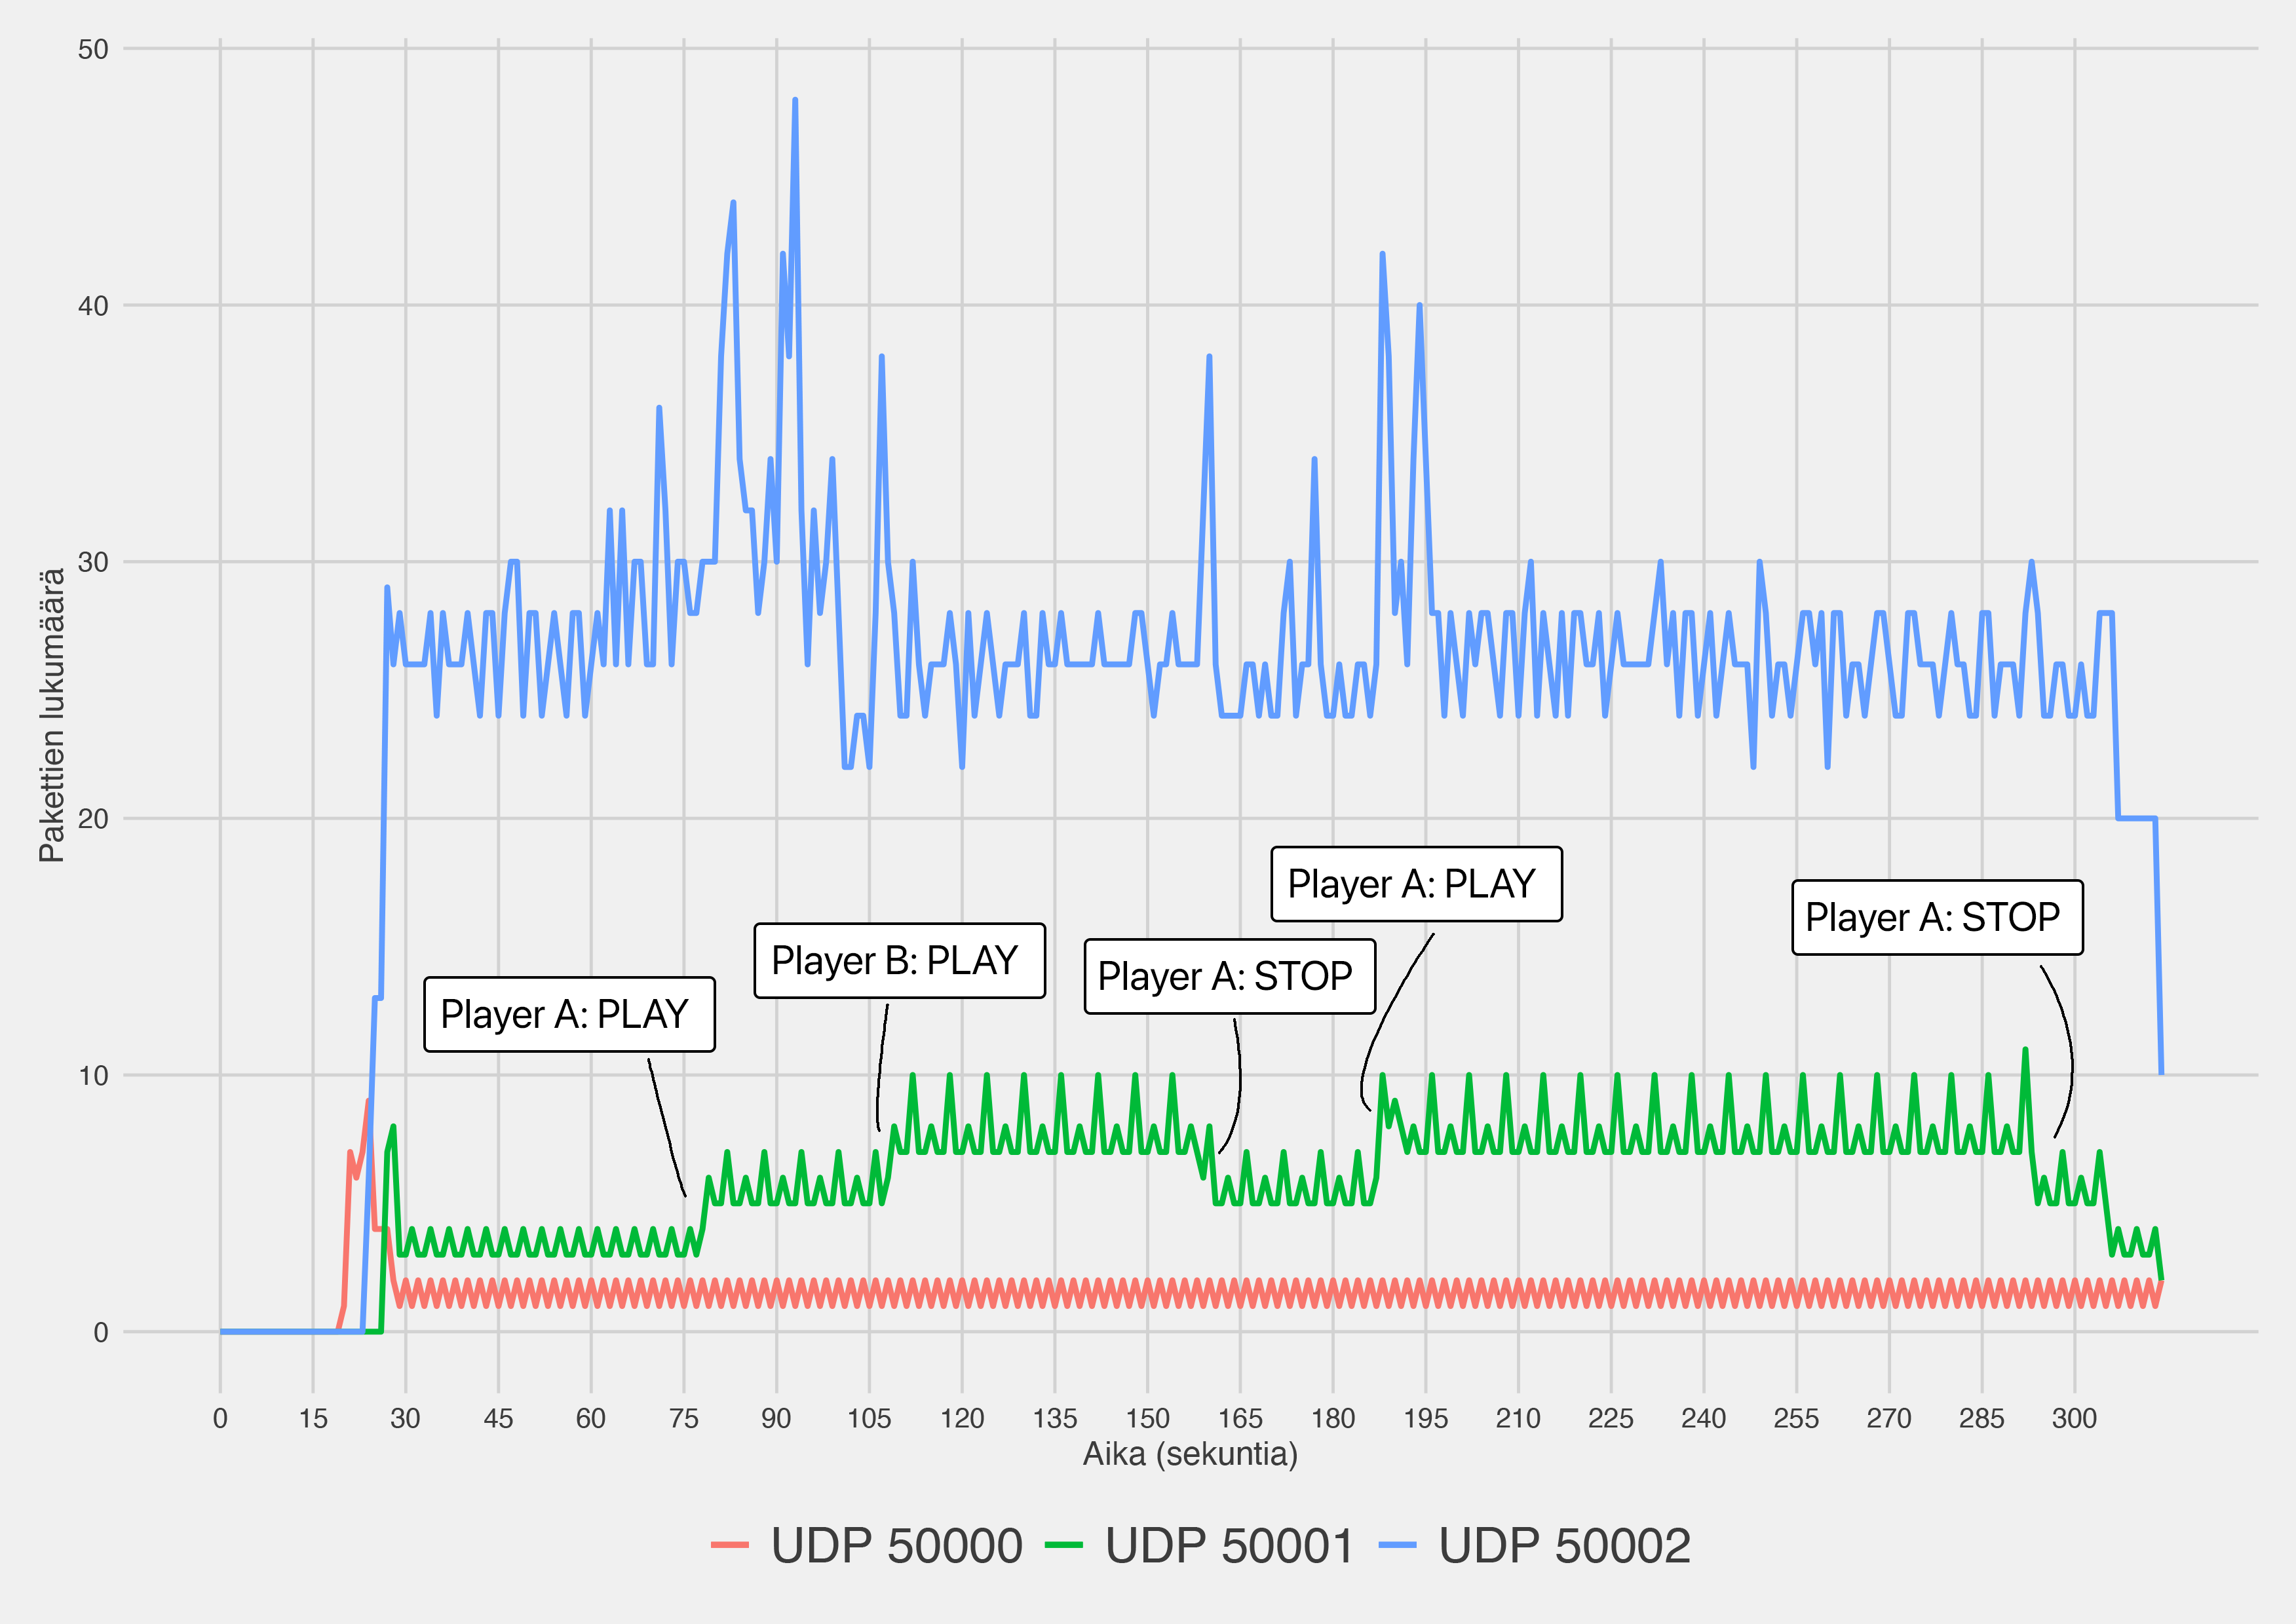 50
40
30
20
10
0
Pakettien lukumäärä
Player A: PLAY
Player B: PLAY
Player A: STOP
Player A: PLAY
Player A: STOP
0 15 30 45 60 75 90 105 120 135 150 165 180 195 210 225 240 255 270 285 300
Aika (sekuntia)
UDP 50000 UDP 50001 UDP 50002